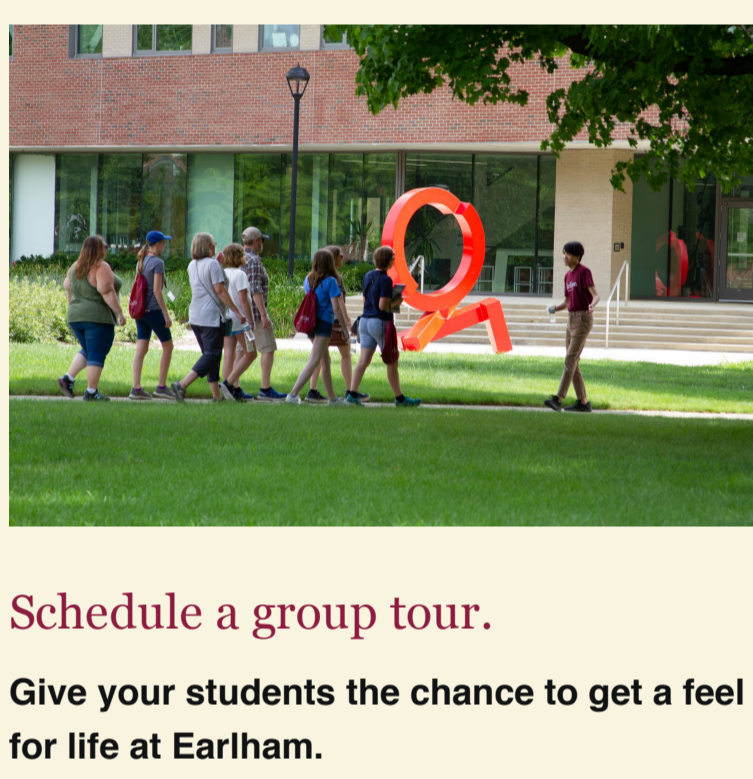 Schedule a group tour.
Give your students the chance to get a feel
for life at Earlham.